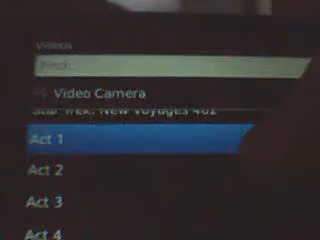 Videos
Find:
Video Camera
Star Trek: New Voyages 402
Act 1
Act 2
Act 3
Act 4